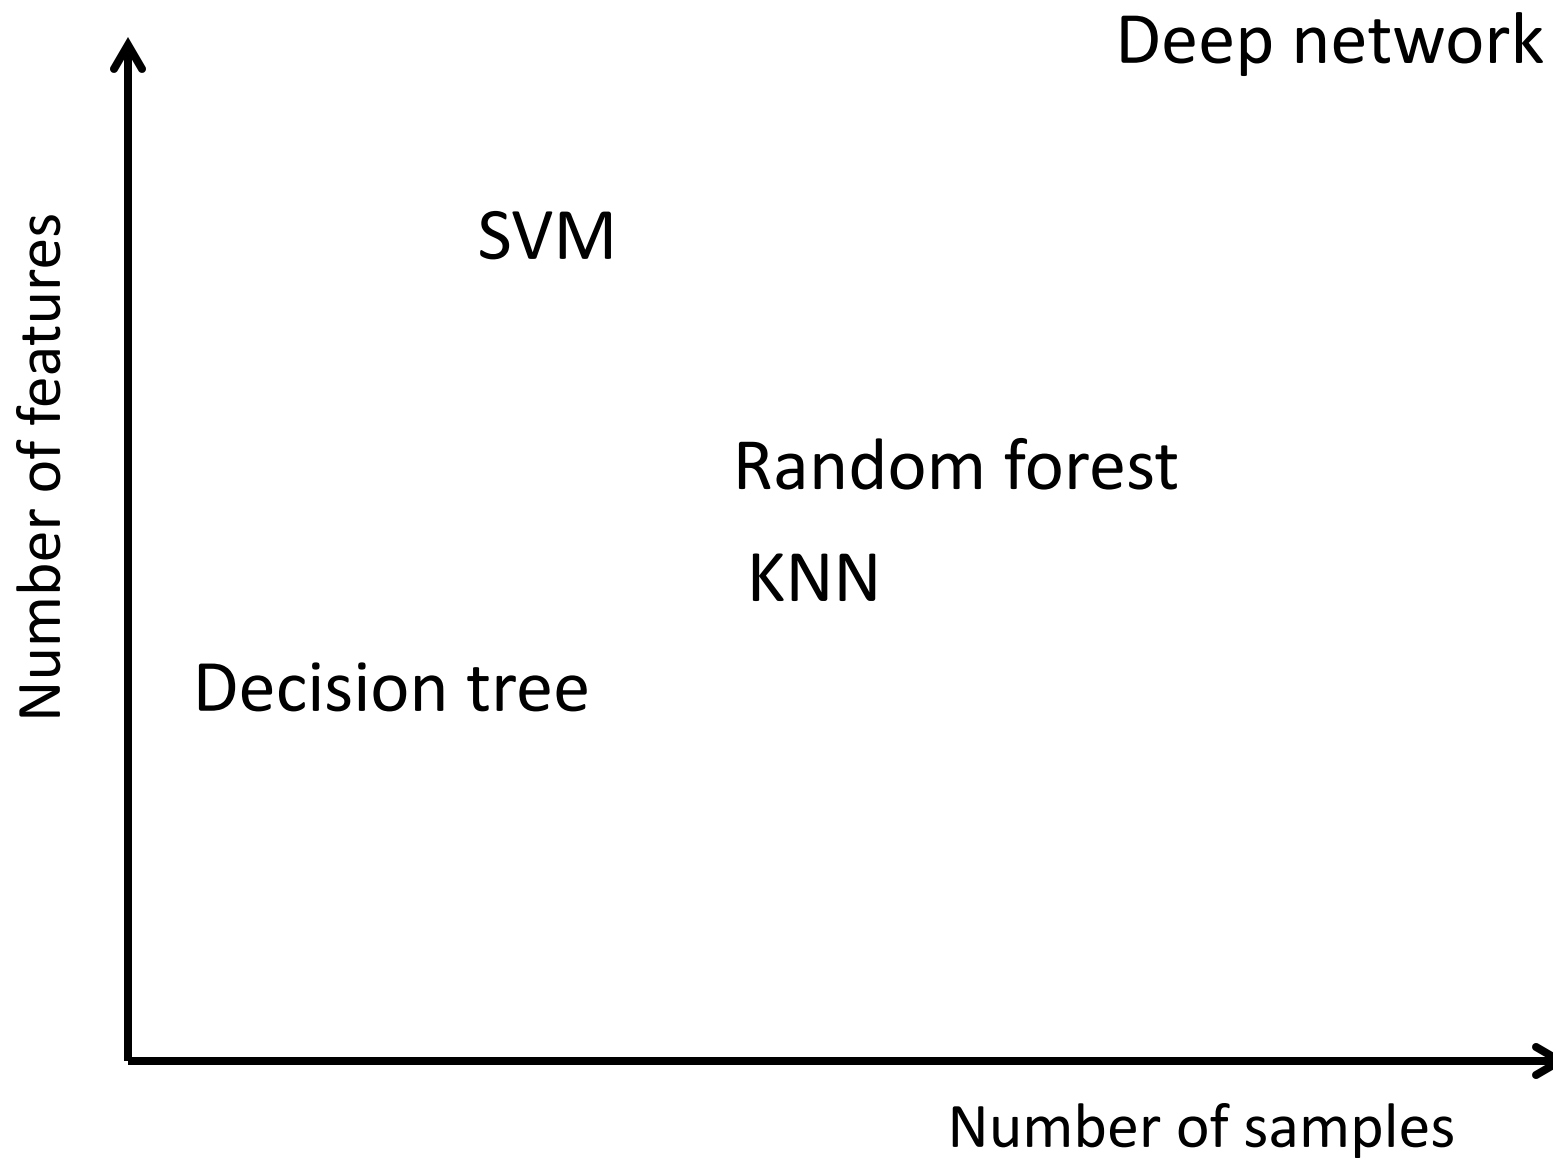 Deep network
SVM
Number of features
Random forest
KNN
Decision tree
Number of samples